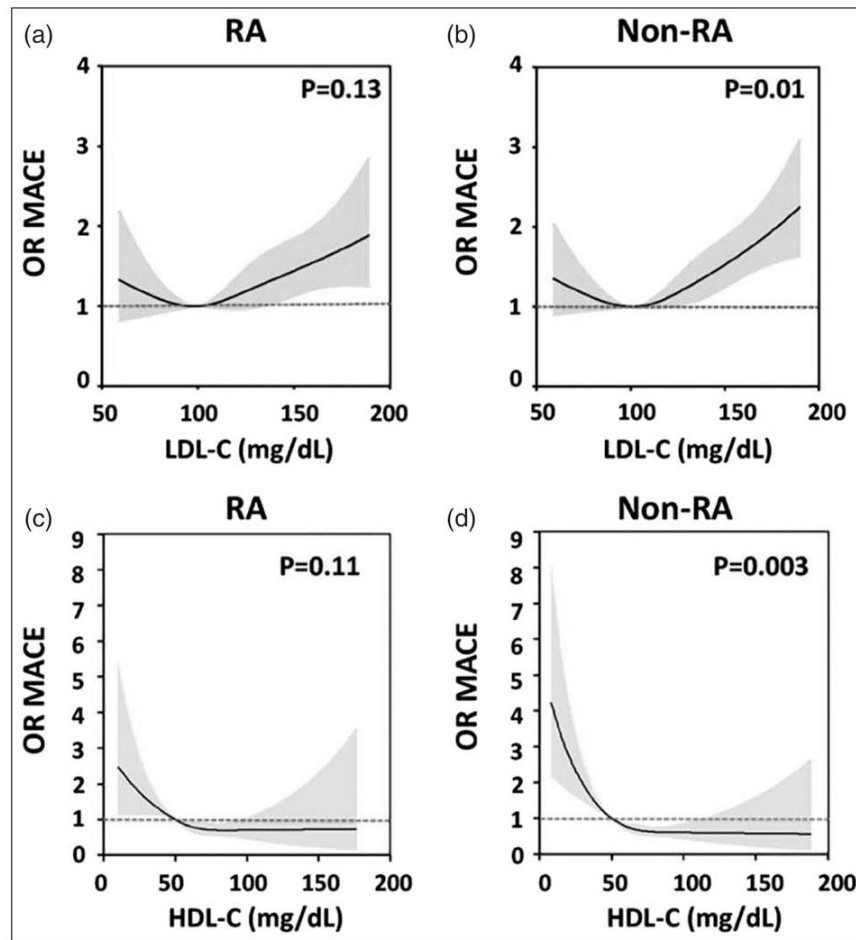 (a) RA
P=0.13
OR MACE
4
3
2
1
0
50 100 150 200
LDL-C (mg/dL)
(b) Non-RA
P=0.01
OR MACE
4
3
2
1
0
50 100 150 200
LDL-C (mg/dL)
(c) RA
P=0.11
OR MACE
9
8
7
6
5
4
3
2
1
0
0 50 100 150 200
HDL-C (mg/dL)
(d) Non-RA
P=0.003
OR MACE
9
8
7
6
5
4
3
2
1
0
0 50 100 150 200
HDL-C (mg/dL)